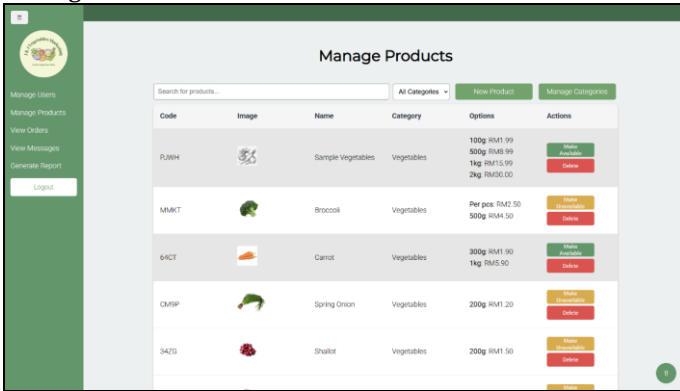 Manage Products
Manage Users
Manage Products
View Orders
View Messages
Generate Report
Logout
Search for products...
All Categories
New Product
Manage Categories
Code Image Name Category Options Actions
PJWH Sample Vegetables Vegetables
100g: RM1.99
500g: RM8.99
1kg: RM15.99
2kg: RM30.00
Make Available
Delete
MMKT Broccoli Vegetables
Per pcs: RM2.50
500g: RM4.50
Make Unavailable
Delete
64CT Carrot Vegetables
300g: RM1.90
1kg: RM5.90
Make Available
Delete
CM9P Spring Onion Vegetables 200g: RM1.20
Make Unavailable
Delete
34ZG Shallot Vegetables 200g: RM1.50
Make Unavailable
Delete
Make